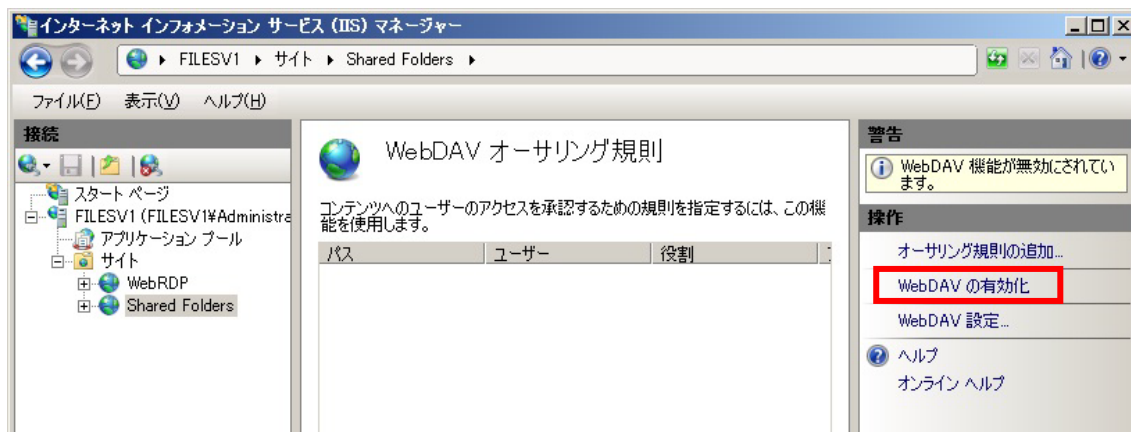 インターネット インフォメーション サービス (IIS) マネージャー
FILESV1 サイト Shared Folders
ファイル(F) 表示(V) ヘルプ(H)
接続
スタート ページ
FILESV1 (FILESV1¥Administra
アプリケーション プール
サイト
WebRDP
Shared Folders
WebDAV オーサリング規則
コンテンツへのユーザーのアクセスを承認するための規則を指定するには、この機
能を使用します。
パス ユーザー 役割
警告
WebDAV 機能が無効にされてい
ます。
操作
オーサリング規則の追加...
WebDAV の有効化
WebDAV 設定...
ヘルプ
オンライン ヘルプ